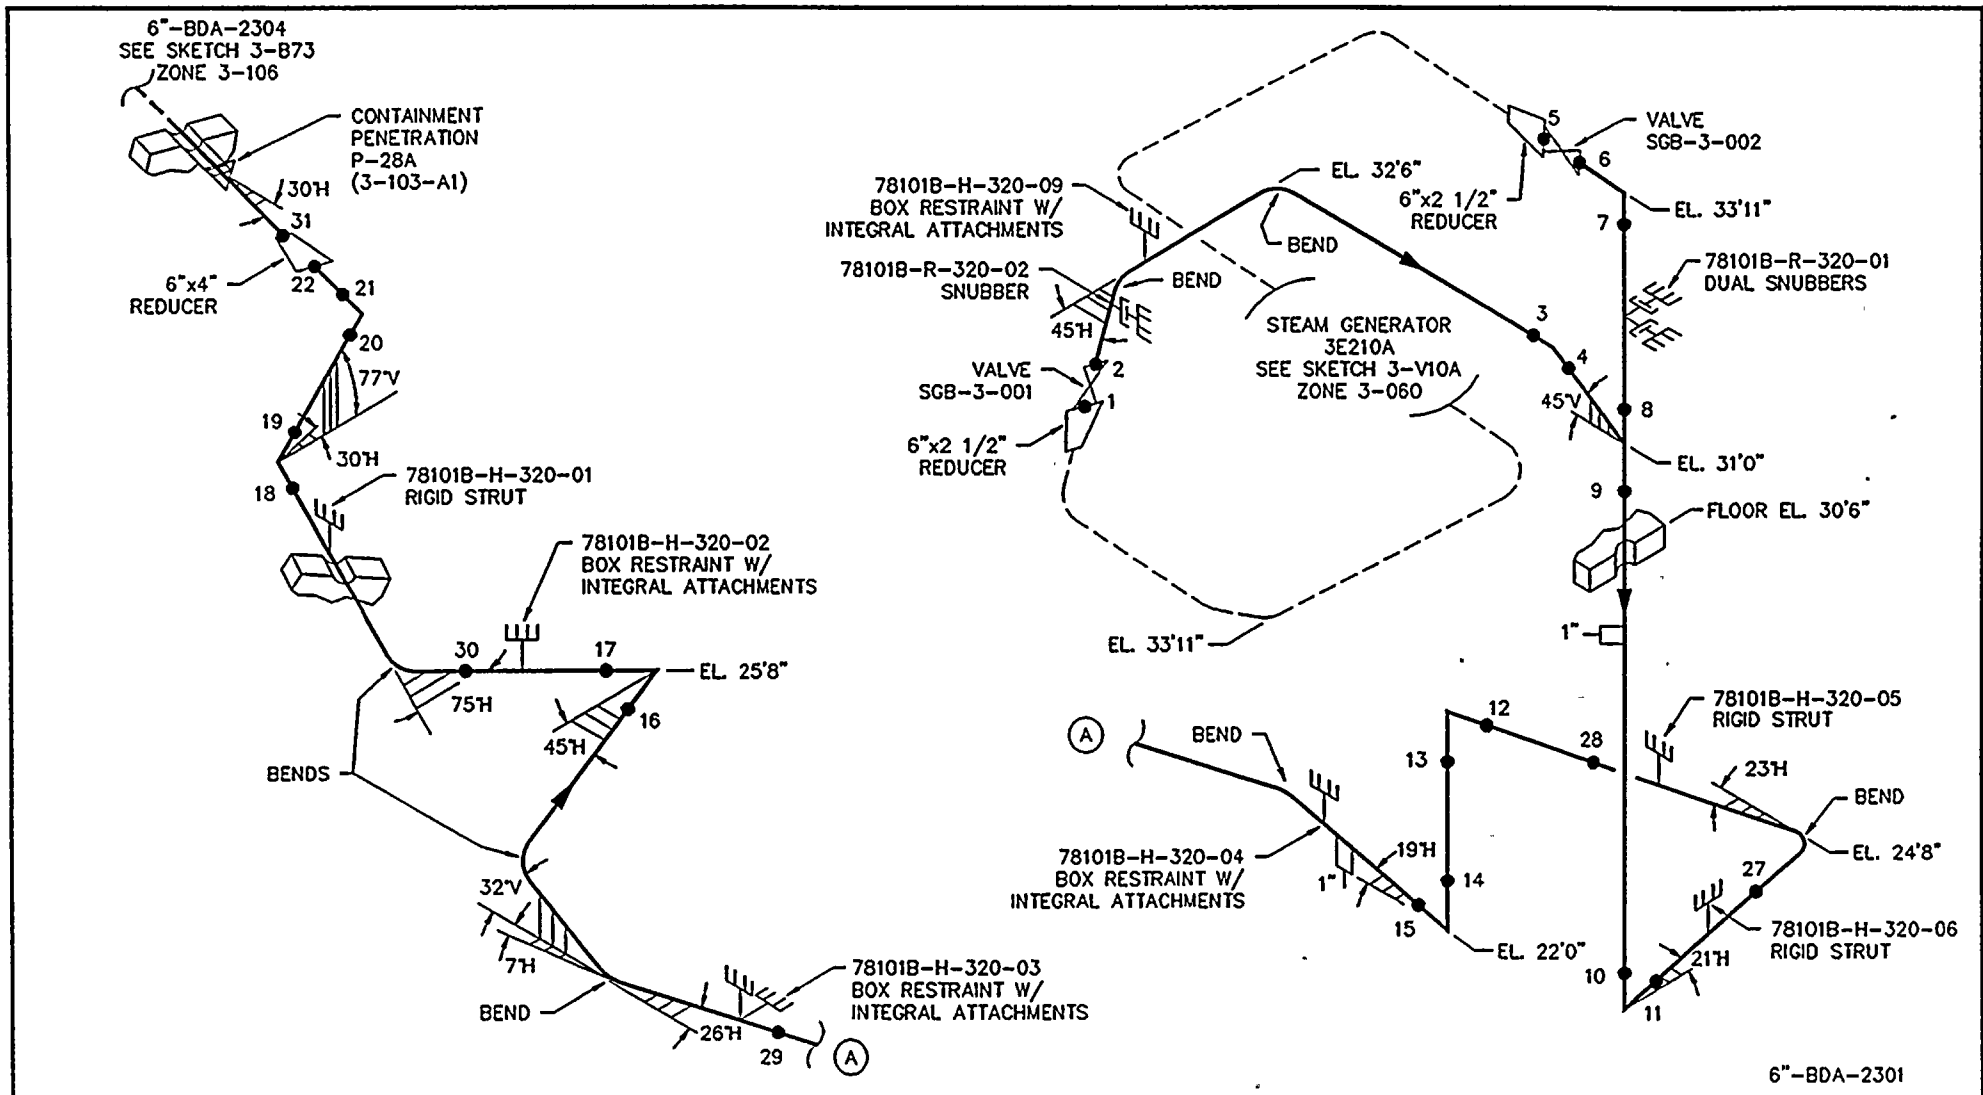 6"-BDA-2304
SEE SKETCH 3-B73
ZONE 3-106
CONTAINMENT
PENETRATION
P-28A
(3-103-A1)
30°H
31
22
6"x4"
REDUCER
21
20
77°V
19
30°H
18
78101B-H-320-01
RIGID STRUT
78101B-H-320-02
BOX RESTRAINT W/
INTEGRAL ATTACHMENTS
30
17
EL. 25'8"
75°H
16
45°H
BENDS
32°V
7°H
BEND
26°H
78101B-H-320-03
BOX RESTRAINT W/
INTEGRAL ATTACHMENTS
29
A
78101B-H-320-09
BOX RESTRAINT W/
INTEGRAL ATTACHMENTS
78101B-R-320-02
SNUBBER
45°H
VALVE
SGB-3-001
2
1
6"x2 1/2"
REDUCER
BEND
EL. 32'6"
BEND
STEAM GENERATOR
3E210A
SEE SKETCH 3-V10A
ZONE 3-060
EL. 33'11"
5
VALVE
SGB-3-002
6
6"x2 1/2"
REDUCER
EL. 33'11"
7
78101B-R-320-01
DUAL SNUBBERS
3
4
45°V
8
EL. 31'0"
9
FLOOR EL. 30'6"
1"
A
BEND
12
28
13
78101B-H-320-05
RIGID STRUT
23°H
BEND
EL. 24'8"
78101B-H-320-04
BOX RESTRAINT W/
INTEGRAL ATTACHMENTS
19°H
1"
14
15
EL. 22'0"
27
78101B-H-320-06
RIGID STRUT
21°H
10
11
6"-BDA-2301